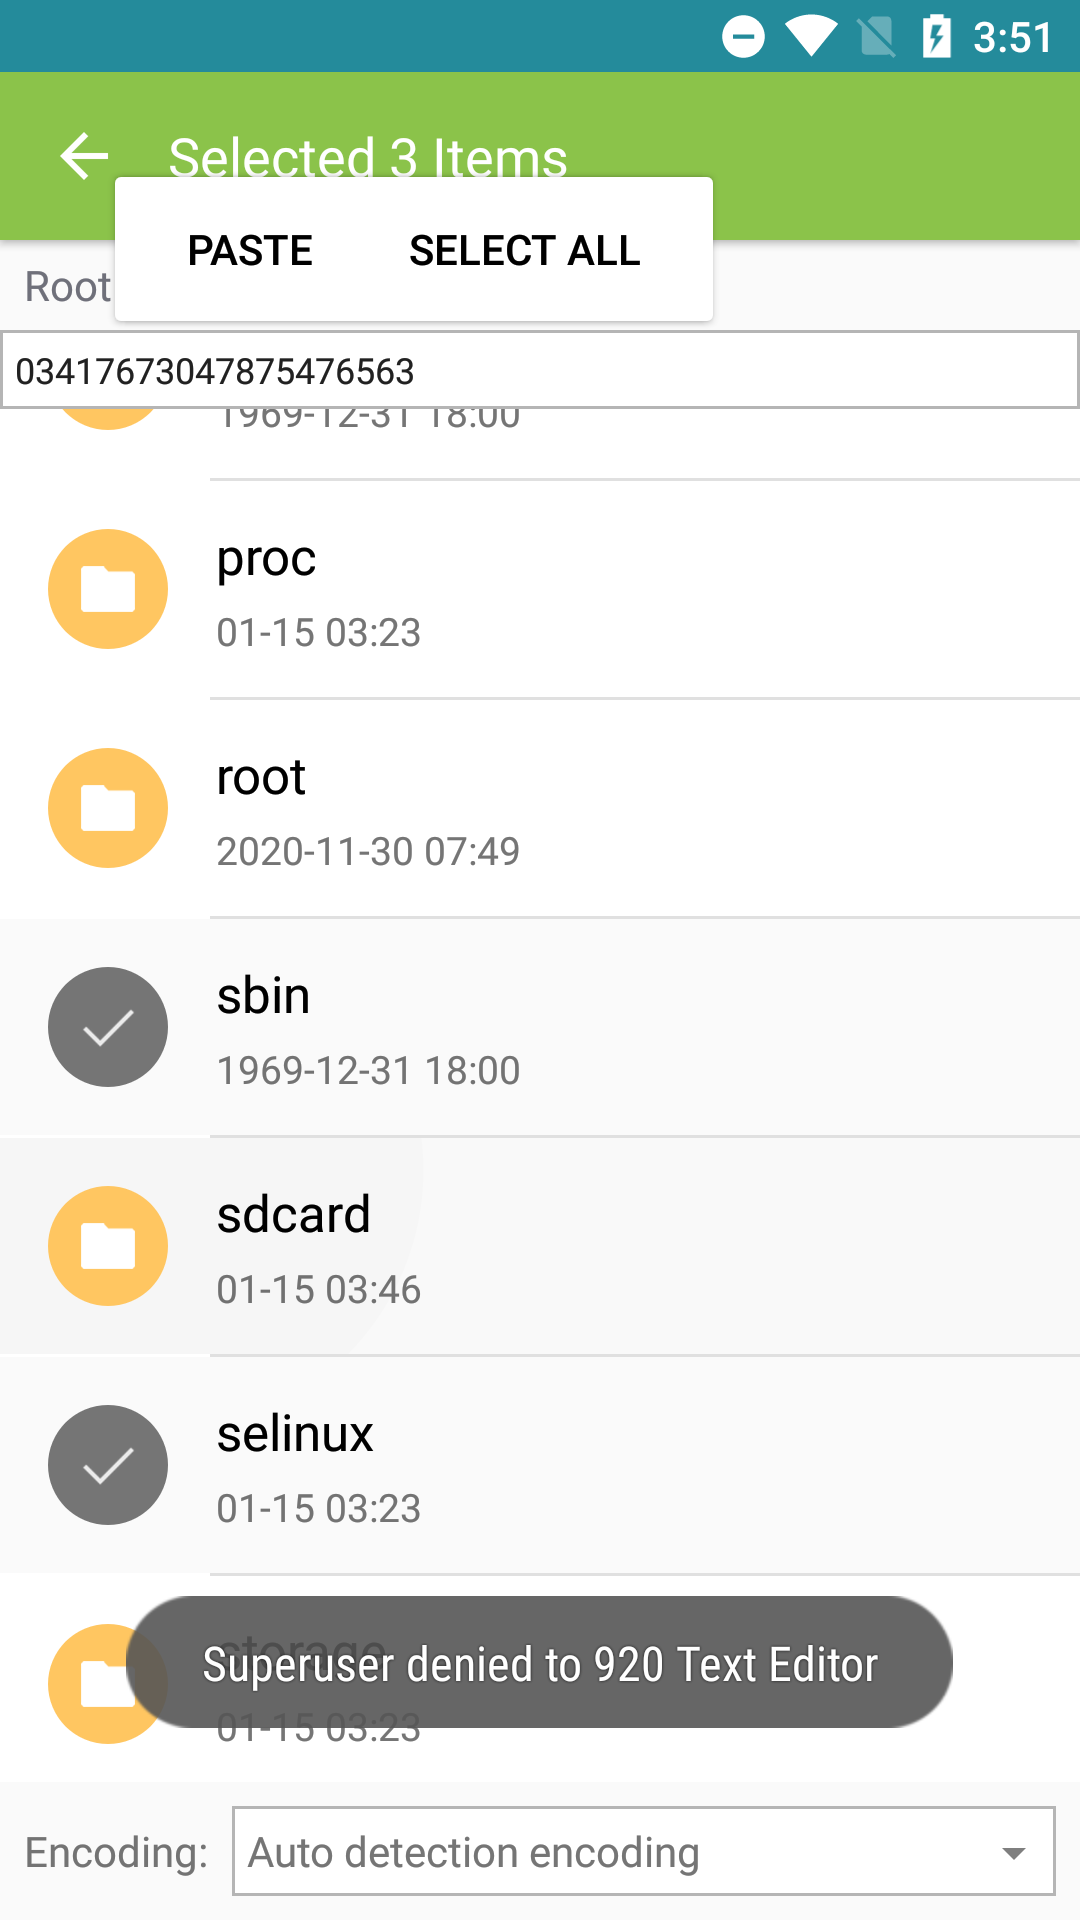 3:51
Selected 3 Items
PASTE SELECT ALL
Root
03417673047875476563
1969-12-31 18:00
proc
01-15 03:23
root
2020-11-30 07:49
sbin
1969-12-31 18:00
sdcard
01-15 03:46
selinux
01-15 03:23
storage
Superuser denied to 920 Text Editor
01-15 03:23
Encoding: Auto detection encoding